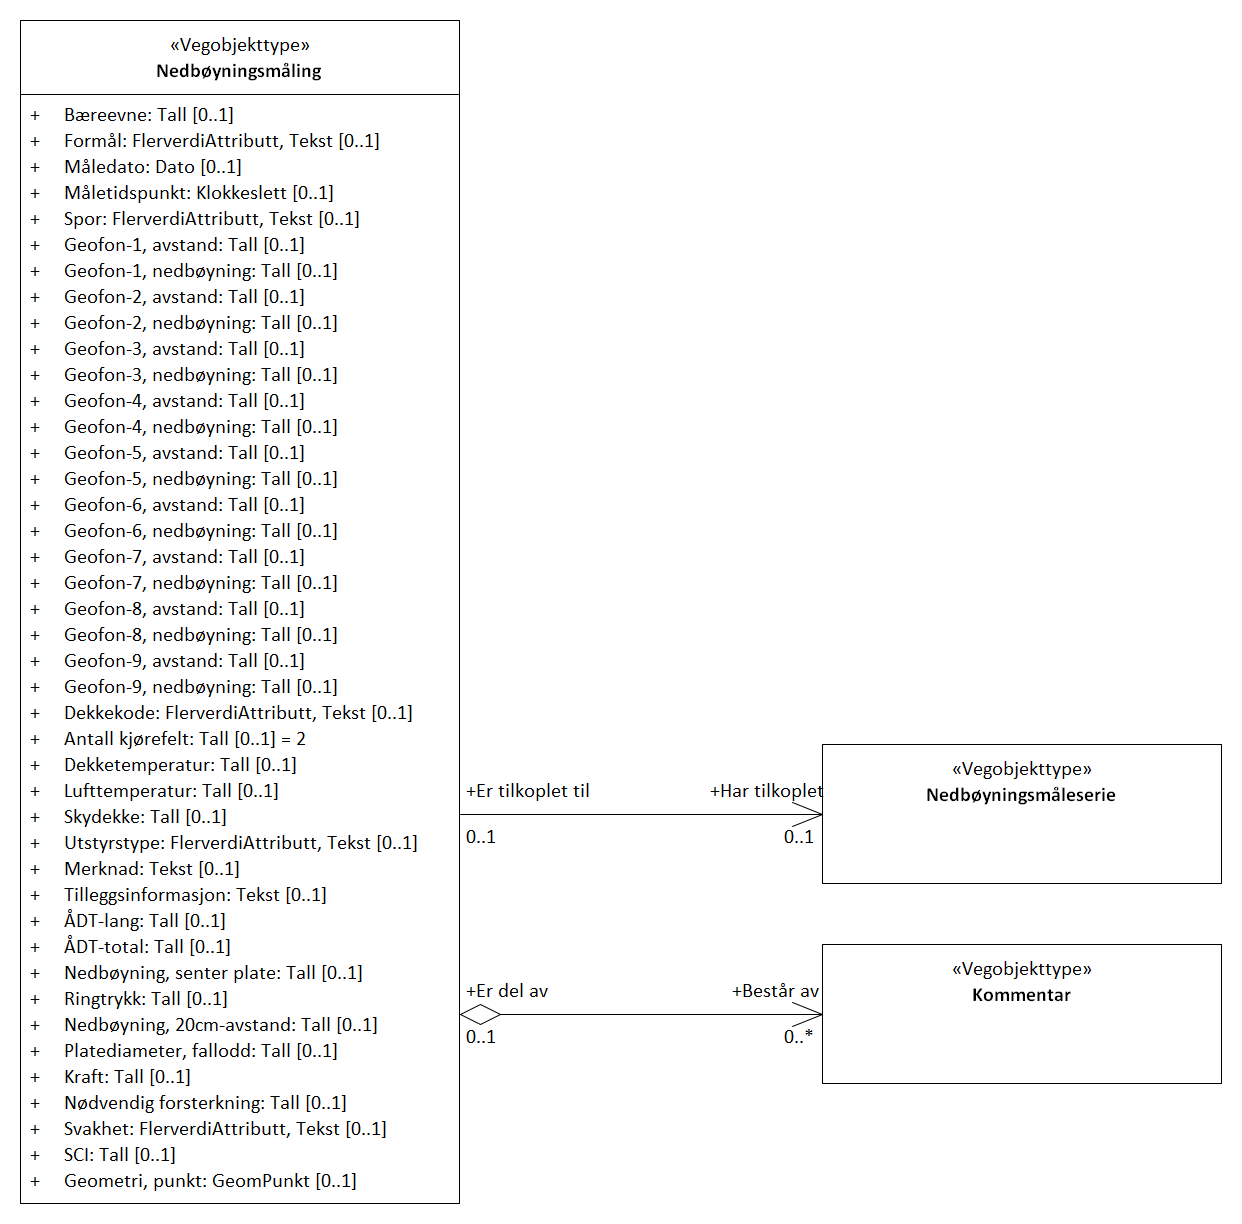 «Vegobjekttype»
Nedbøyningsmåling
+ Bæreevne: Tall [0..1]
+ Formål: FlerverdiAttributt, Tekst [0..1]
+ Måledato: Dato [0..1]
+ Måletidspunkt: Klokkeslett [0..1]
+ Spor: FlerverdiAttributt, Tekst [0..1]
+ Geofon-1, avstand: Tall [0..1]
+ Geofon-1, nedbøyning: Tall [0..1]
+ Geofon-2, avstand: Tall [0..1]
+ Geofon-2, nedbøyning: Tall [0..1]
+ Geofon-3, avstand: Tall [0..1]
+ Geofon-3, nedbøyning: Tall [0..1]
+ Geofon-4, avstand: Tall [0..1]
+ Geofon-4, nedbøyning: Tall [0..1]
+ Geofon-5, avstand: Tall [0..1]
+ Geofon-5, nedbøyning: Tall [0..1]
+ Geofon-6, avstand: Tall [0..1]
+ Geofon-6, nedbøyning: Tall [0..1]
+ Geofon-7, avstand: Tall [0..1]
+ Geofon-7, nedbøyning: Tall [0..1]
+ Geofon-8, avstand: Tall [0..1]
+ Geofon-8, nedbøyning: Tall [0..1]
+ Geofon-9, avstand: Tall [0..1]
+ Geofon-9, nedbøyning: Tall [0..1]
+ Dekkekode: FlerverdiAttributt, Tekst [0..1]
+ Antall kjørefelt: Tall [0..1] = 2
+ Dekketemperatur: Tall [0..1]
+ Lufttemperatur: Tall [0..1]
+ Skydekke: Tall [0..1]
+ Utstyrstype: FlerverdiAttributt, Tekst [0..1]
+ Merknad: Tekst [0..1]
+ Tilleggsinformasjon: Tekst [0..1]
+ ÅDT-lang: Tall [0..1]
+ ÅDT-total: Tall [0..1]
+ Nedbøyning, senter plate: Tall [0..1]
+ Ringtrykk: Tall [0..1]
+ Nedbøyning, 20cm-avstand: Tall [0..1]
+ Platediameter, fallodd: Tall [0..1]
+ Kraft: Tall [0..1]
+ Nødvendig forsterkning: Tall [0..1]
+ Svakhet: FlerverdiAttributt, Tekst [0..1]
+ SCI: Tall [0..1]
+ Geometri, punkt: GeomPunkt [0..1]
+Er tilkoplet til
+Har tilkoplet
0..1
0..1
«Vegobjekttype»
Nedbøyningsmåleserie
+Er del av
+Består av
0..1
0..*
«Vegobjekttype»
Kommentar